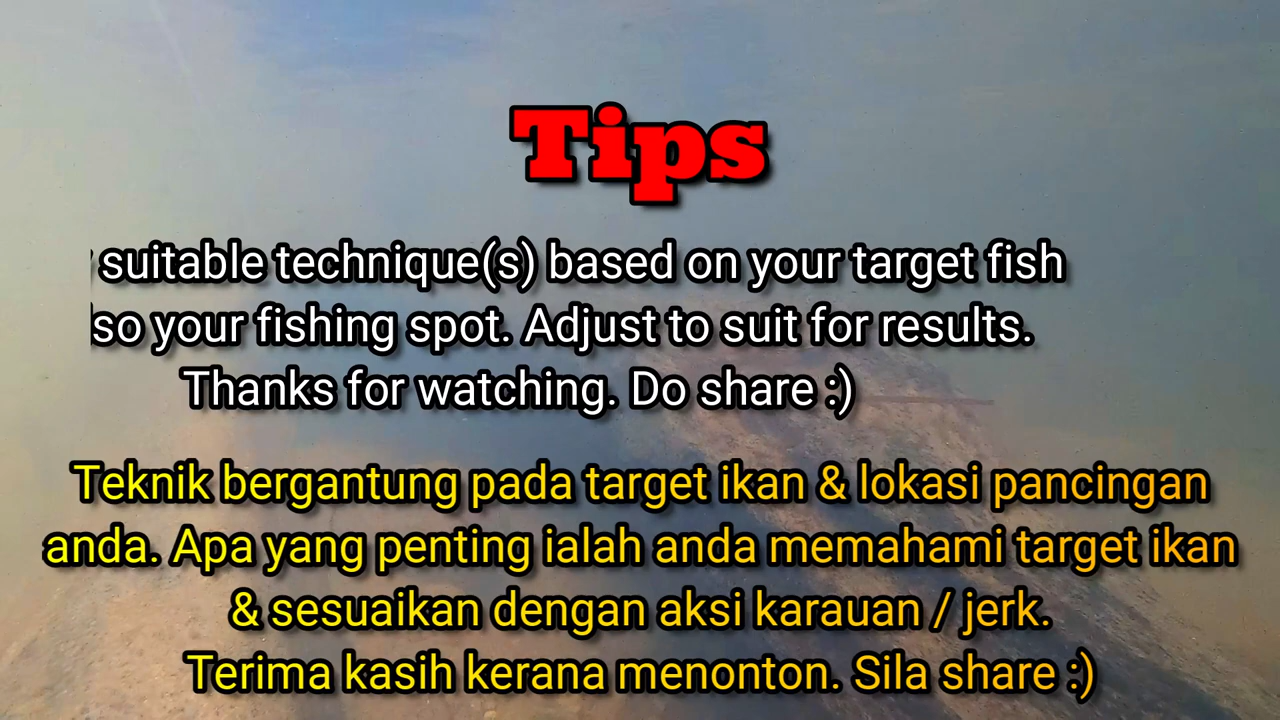 Tips
suitable technique(s) based on your target fish
so your fishing spot. Adjust to suit for results.
Thanks for watching. Do share :)
Teknik bergantung pada target ikan & lokasi pancingan
anda. Apa yang penting ialah anda memahami target ikan
& sesuaikan dengan aksi karauan / jerk.
Terima kasih kerana menonton. Sila share :)